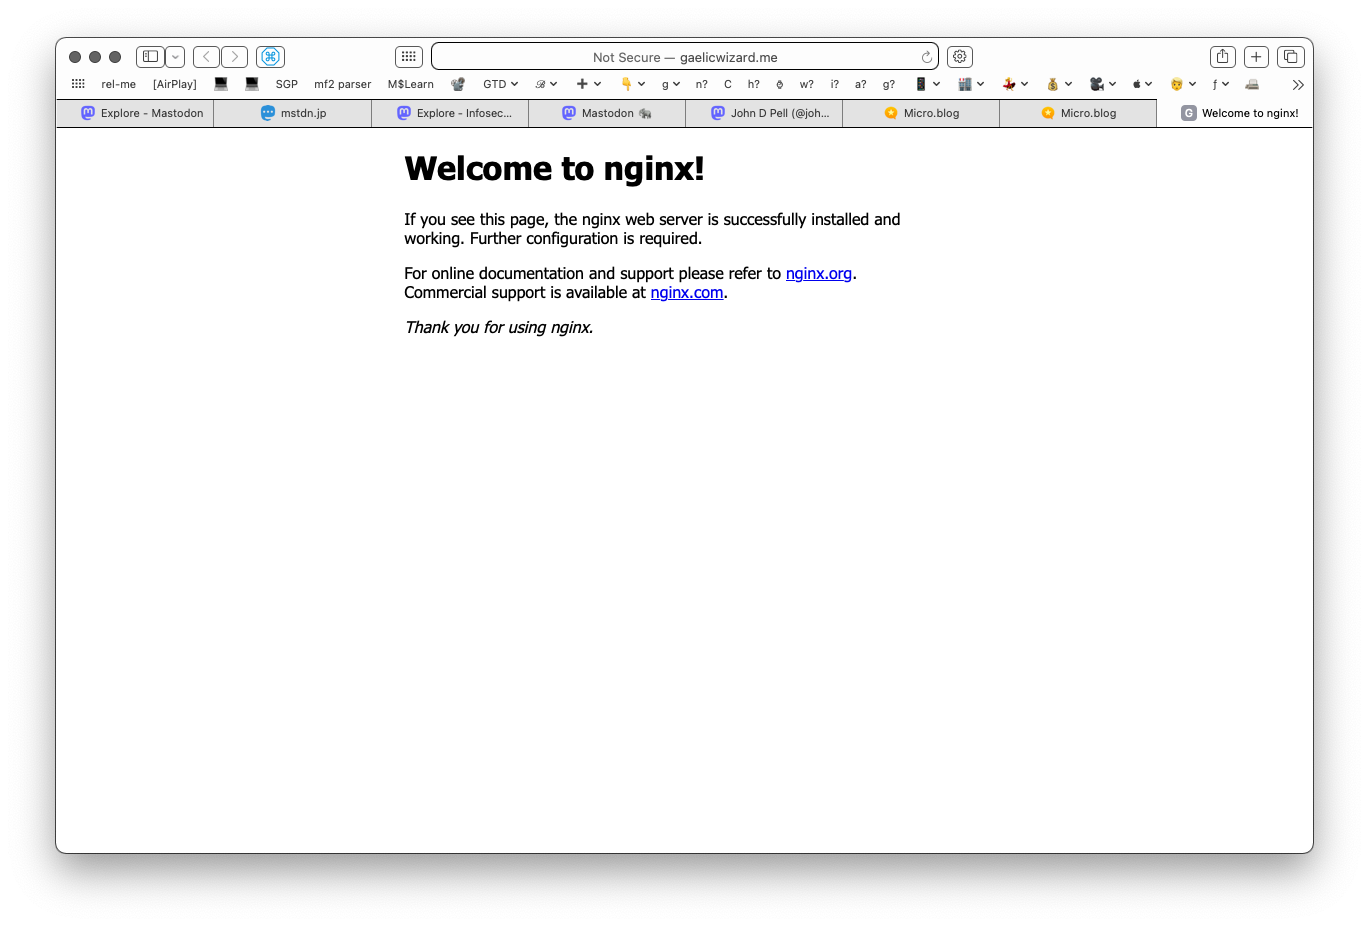 Not Secure — gaelicwizard.me
rel-me [AirPlay] SGP mf2 parser M$Learn GTD ℬ g n? C h? w? i? a? g? ƒ
Explore - Mastodon
mstdn.jp
Explore - Infosec...
Mastodon
John D Pell (@joh...
Micro.blog
Micro.blog
G Welcome to nginx!
Welcome to nginx!
If you see this page, the nginx web server is successfully installed and
working. Further configuration is required.
For online documentation and support please refer to nginx.org.
Commercial support is available at nginx.com.
Thank you for using nginx.